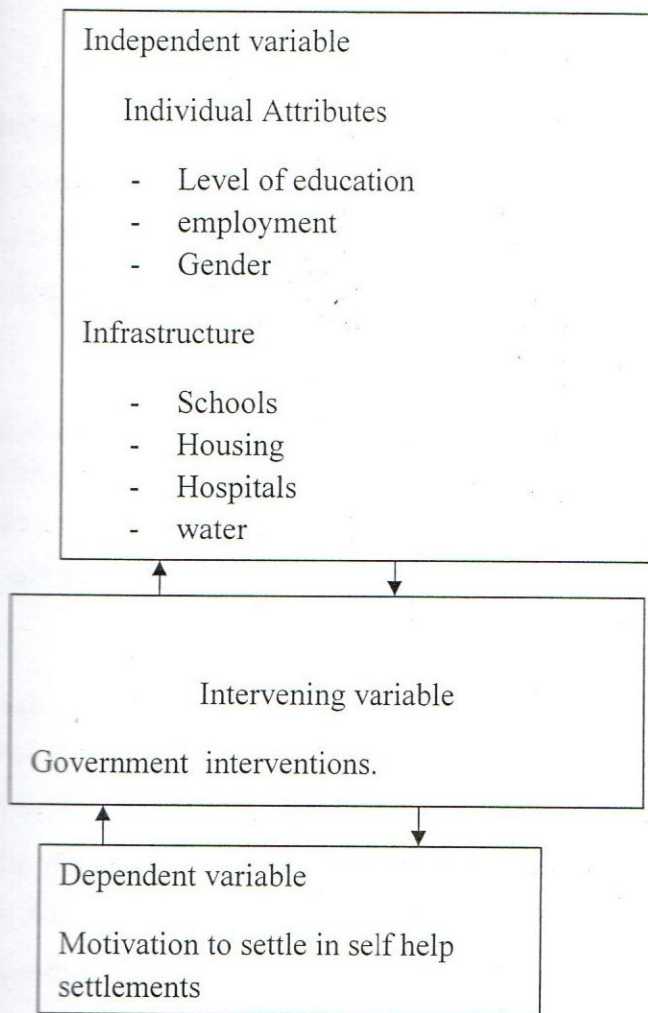 Independent variable
Individual Attributes
- Level of education
- employment
- Gender
Infrastructure
- Schools
- Housing
- Hospitals
- water
Intervening variable
Government interventions.
Dependent variable
Motivation to settle in self help
settlements